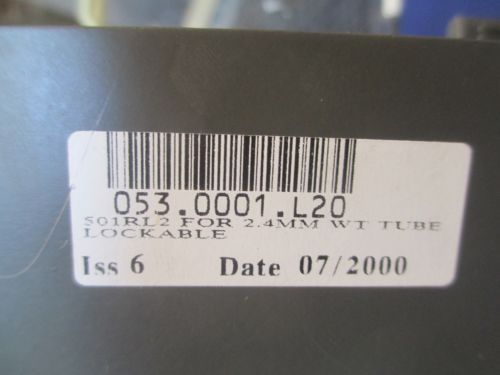 053.0001.L20
501RL2 FOR 2.4MM WT TUBE
LOCKABLE
Iss 6 Date 07/2000